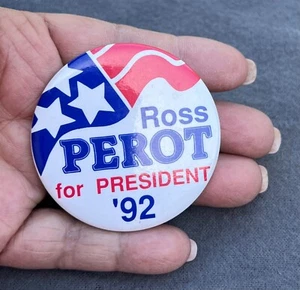 Ross
PEROT
for PRESIDENT
'92